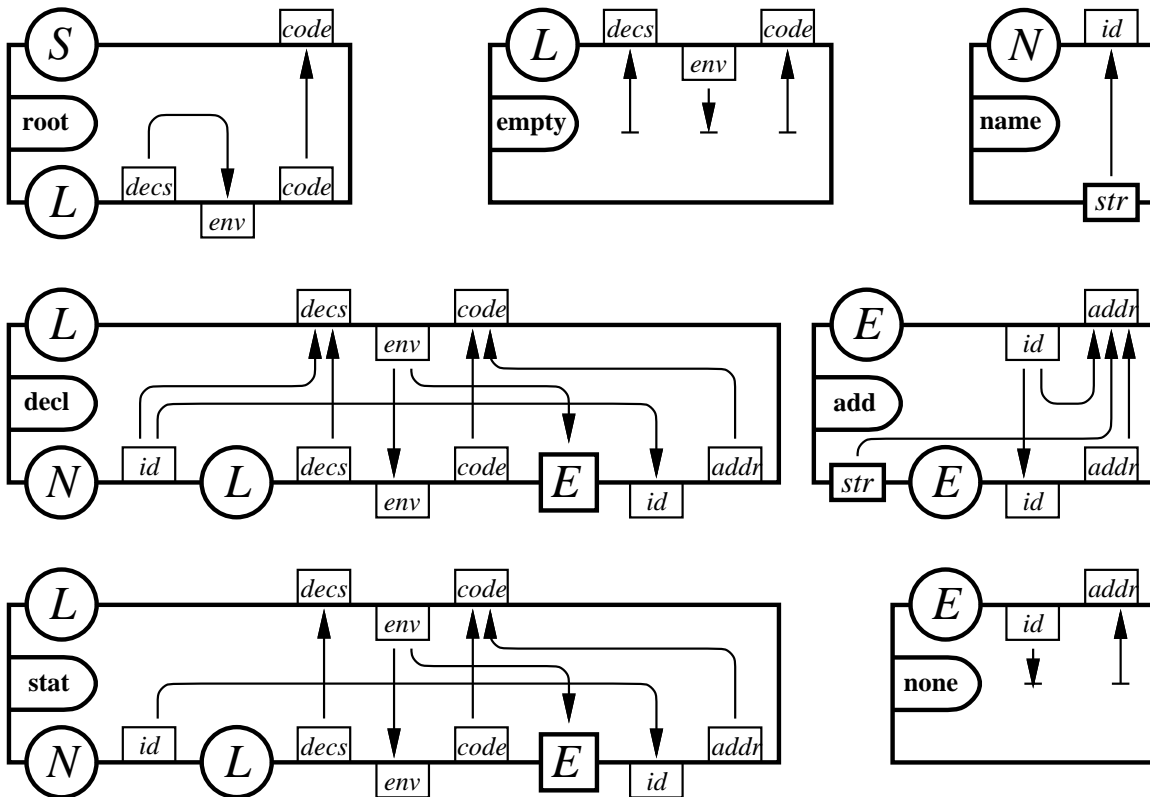 S code L decs code N id
env
root empty name
L decs code str
env
L decs code E addr
env id
decl add
N id L decs code E addr str E addr
env id id
L decs code E addr
env id
stat none
N id L decs code E addr
env id